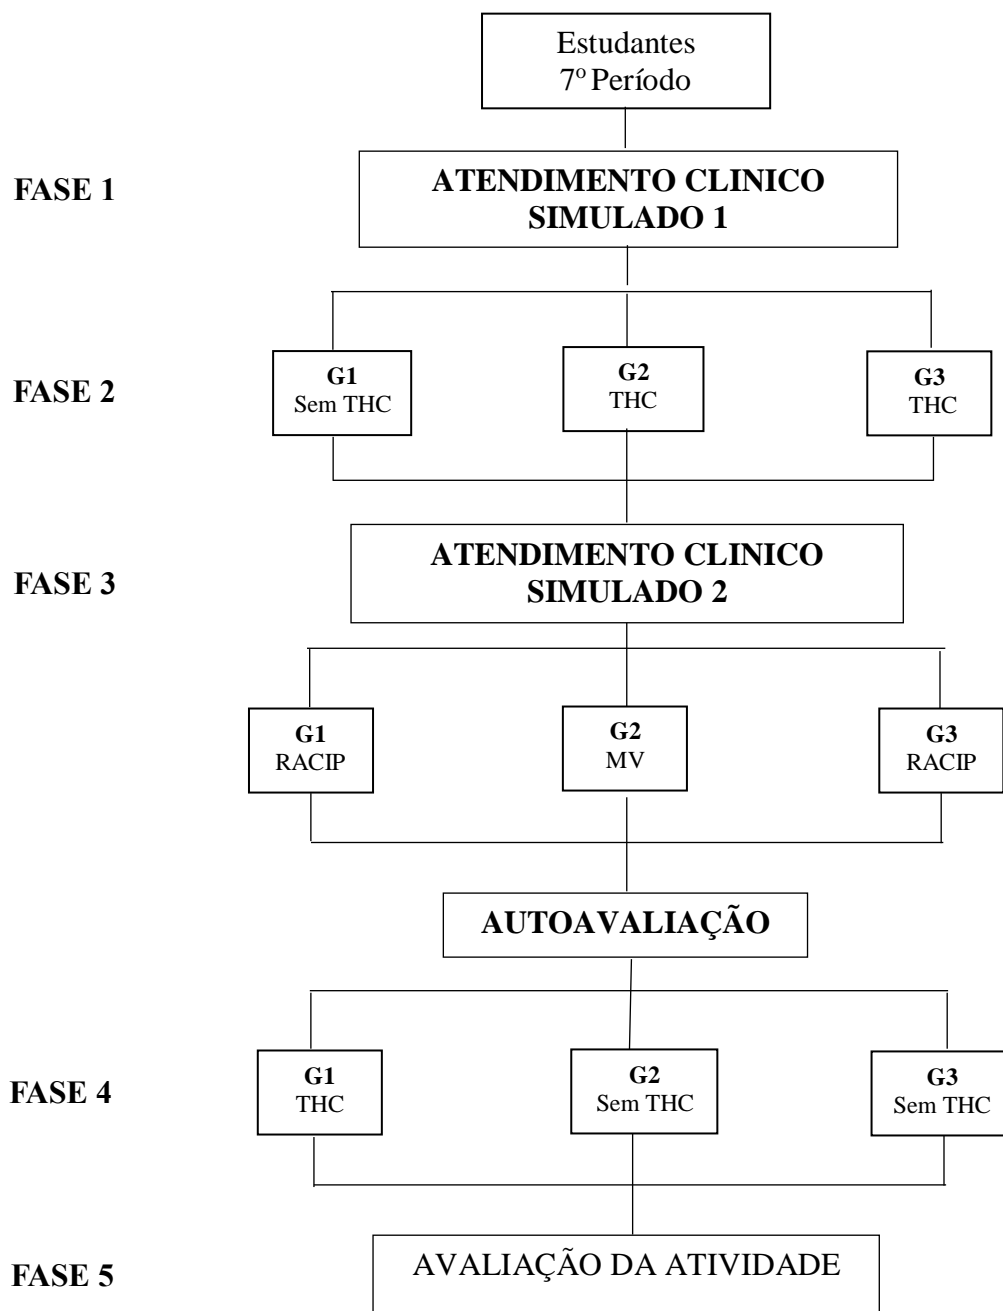 Estudantes
7º Período
FASE 1
ATENDIMENTO CLINICO
SIMULADO 1
FASE 2
G1
Sem THC
G2
THC
G3
THC
FASE 3
ATENDIMENTO CLINICO
SIMULADO 2
G1
RACIP
G2
MV
G3
RACIP
AUTOAVALIAÇÃO
FASE 4
G1
THC
G2
Sem THC
G3
Sem THC
FASE 5
AVALIAÇÃO DA ATIVIDADE